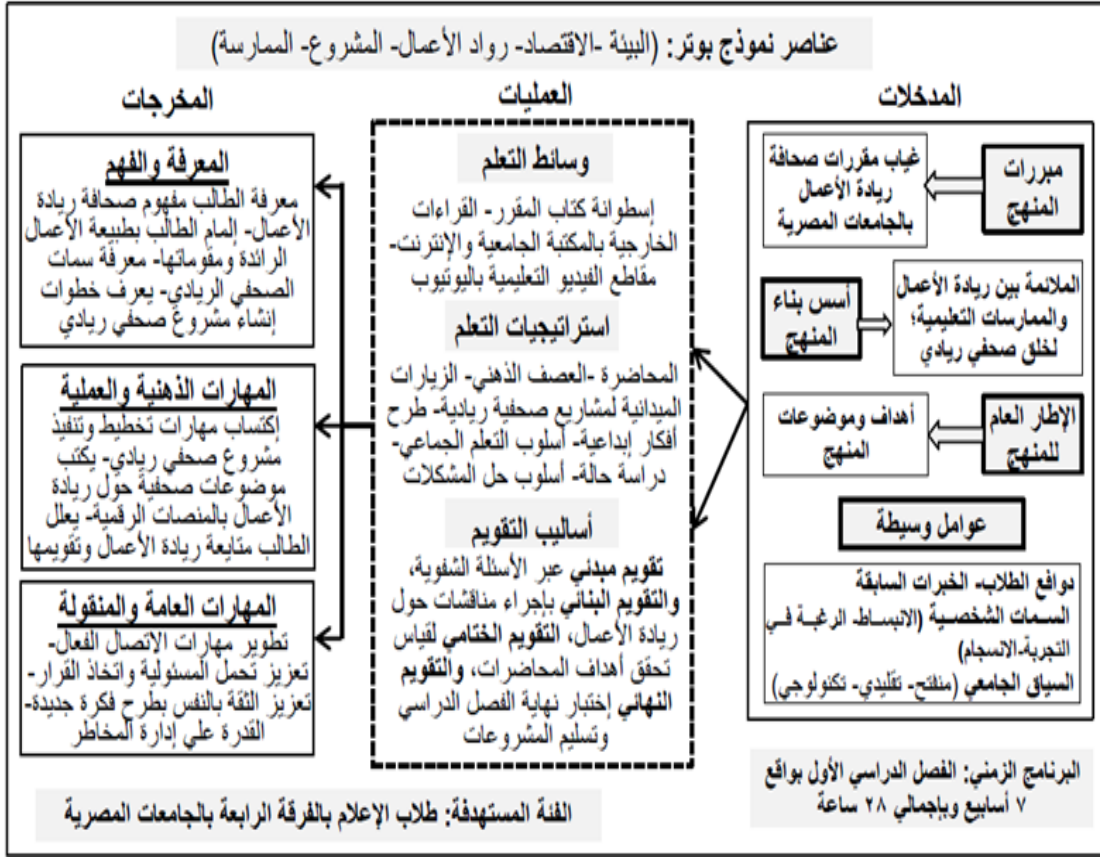 عناصر نموذج بوتر: (البيئة -الاقتصاد- رواد الأعمال- المشروع- الممارسة)
المدخلات
مبررات
المنهج
غياب مقررات صحافة
ريادة الأعمال
بالجامعات المصرية
أسس بناء
المنهج
الملائمة بين ريادة الأعمال
والممارسات التعليمية؛
لخلق صحفي ريادي
الإطار العام
للمنهج
أهداف وموضوعات
المنهج
عوامل وسيطة
دوافع الطلاب- الخبرات السابقة
السمات الشخصية (الانبساط- الرغبة في
التجربة-الانسجام)
السياق الجامعي (منفتح- تقليدي- تكنولوجي)
العمليات
وسائط التعلم
إسطوانة كتاب المقرر- القراءات
الخارجية بالمكتبة الجامعية والإنترنت-
مقاطع الفيديو التعليمية باليوتيوب
استراتيجيات التعلم
المحاضرة -العصف الذهني- الزيارات
الميدانية لمشاريع صحفية ريادية- طرح
أفكار إبداعية- أسلوب التعلم الجماعي-
دراسة حالة- أسلوب حل المشكلات
أساليب التقويم
تقويم مبدئي عبر الأسئلة الشفوية،
والتقويم البنائي بإجراء مناقشات حول
ريادة الأعمال، التقويم الختامي لقياس
تحقق أهداف المحاضرات، والتقويم
النهائي إختبار نهاية الفصل الدراسي
وتسليم المشروعات
المخرجات
المعرفة والفهم
معرفة الطالب مفهوم صحافة ريادة
الأعمال- إلمام الطالب بطبيعة الأعمال
الرائدة ومقوماتها- معرفة سمات
الصحفي الريادي- يعرف خطوات
إنشاء مشروع صحفي ريادي
المهارات الذهنية والعملية
إكتساب مهارات تخطيط وتنفيذ
مشروع صحفي ريادي- يكتب
موضوعات صحفية حول ريادة
الأعمال بالمنصات الرقمية- يعلل
الطالب متابعة ريادة الأعمال وتقويمها
المهارات العامة والمنقولة
تطوير مهارات الاتصال الفعال-
تعزيز تحمل المسئولية واتخاذ القرار-
تعزيز الثقة بالنفس بطرح فكرة جديدة-
القدرة علي إدارة المخاطر
البرنامج الزمني: الفصل الدراسي الأول بواقع
٧ أسابيع وبإجمالي ٢٨ ساعة
الفئة المستهدفة: طلاب الإعلام بالفرقة الرابعة بالجامعات المصرية